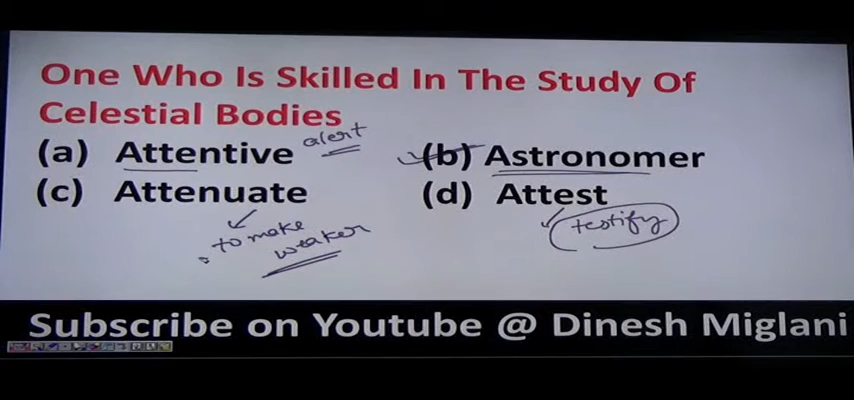 One Who Is Skilled In The Study Of
Celestial Bodies
(a) Attentive alert (b) Astronomer
(c) Attenuate (d) Attest
to make weaker testify
Subscribe on Youtube @ Dinesh Miglani